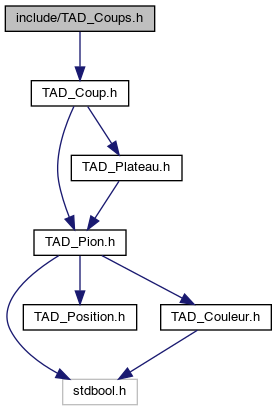 include/TAD_Coups.h
TAD_Coup.h
TAD_Plateau.h
TAD_Pion.h
TAD_Position.h
TAD_Couleur.h
stdbool.h